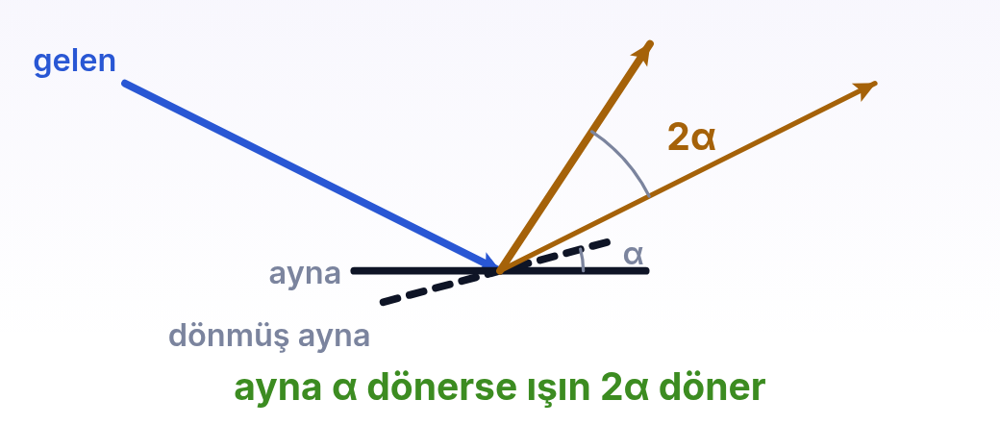 gelen
2α
α
ayna
dönmüş ayna
ayna α dönerse ışın 2α döner